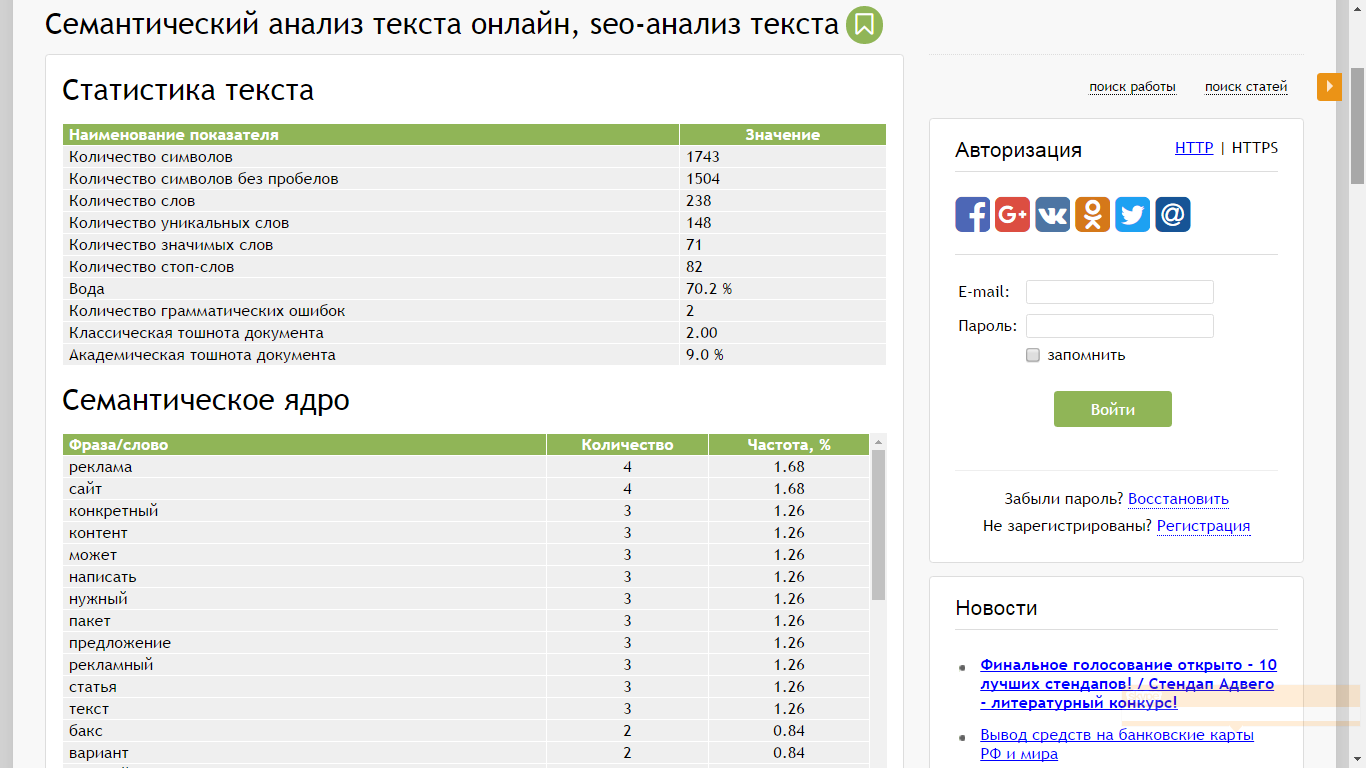 Семантический анализ текста онлайн, seo-анализ текста
Статистика текста
Наименование показателя Значение
Количество символов 1743
Количество символов без пробелов 1504
Количество слов 238
Количество уникальных слов 148
Количество значимых слов 71
Количество стоп-слов 82
Вода 70.2 %
Количество грамматических ошибок 2
Классическая тошнота документа 2.00
Академическая тошнота документа 9.0 %
Семантическое ядро
Фраза/слово Количество Частота, %
реклама 4 1.68
сайт 4 1.68
конкретный 3 1.26
контент 3 1.26
может 3 1.26
написать 3 1.26
нужный 3 1.26
пакет 3 1.26
предложение 3 1.26
рекламный 3 1.26
статья 3 1.26
текст 3 1.26
бакс 2 0.84
вариант 2 0.84
поиск работы поиск статей
Авторизация HTTP | HTTPS
E-mail:
Пароль:
запомнить
Войти
Забыли пароль? Восстановить
Не зарегистрированы? Регистрация
Новости
Финальное голосование открыто - 10
лучших стендапов! / Стендап Адвего
- литературный конкурс!
Вывод средств на банковские карты
РФ и мира